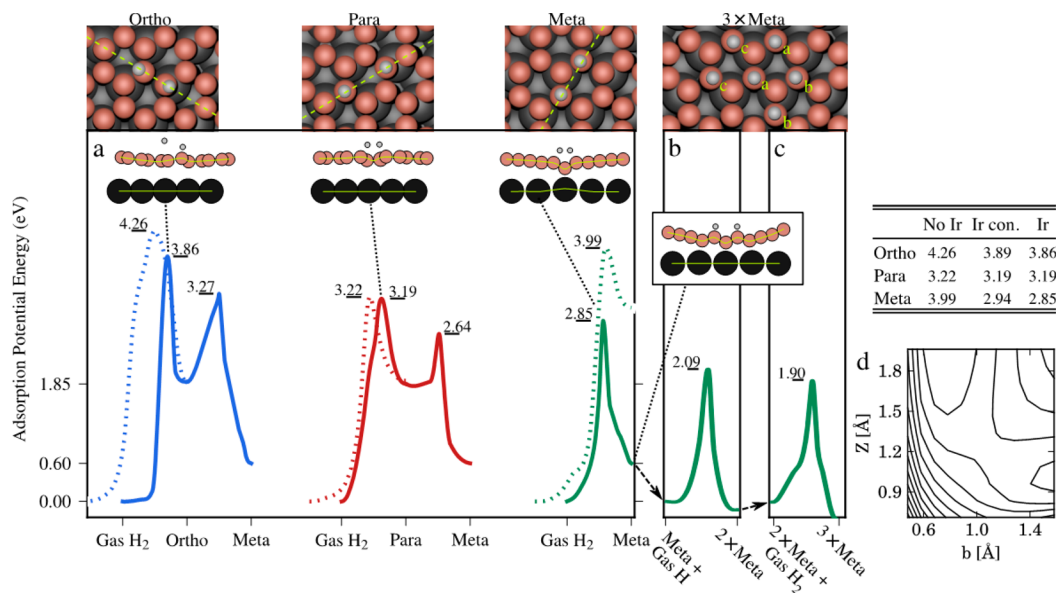 Ortho
Para
Meta
3×Meta
c
a
c
a
b
b
a
b
c
Adsorption Potential Energy (eV)
4.26
3.86
3.27
3.22
3.19
2.64
3.99
2.85
2.09
1.90
1.85
0.60
0.00
Gas H2
Ortho
Meta
Gas H2
Para
Meta
Gas H2
Meta
Meta +
Gas H
2×Meta
2×Meta +
Gas H2
3×Meta
No Ir Ir con. Ir
Ortho 4.26 3.89 3.86
Para 3.22 3.19 3.19
Meta 3.99 2.94 2.85
d
Z [Å]
1.8
1.5
1.2
0.9
0.6 1.0 1.4
b [Å]